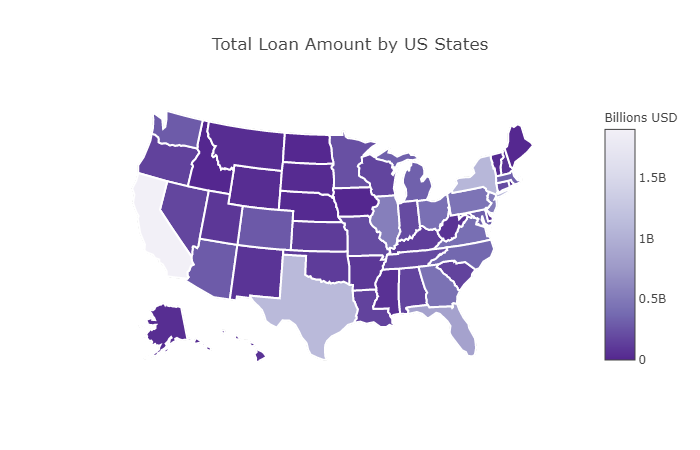 Total Loan Amount by US States
Billions USD
1.5B
1B
0.5B
0